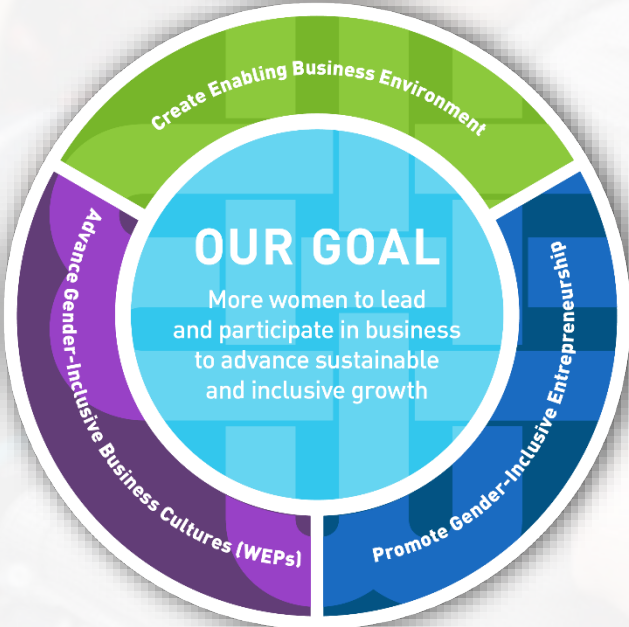 Create Enabling Business Environment
OUR GOAL
More women to lead
and participate in business
to advance sustainable
and inclusive growth
Advance Gender-Inclusive Business Cultures (WEPs)
Promote Gender-Inclusive Entrepreneurship